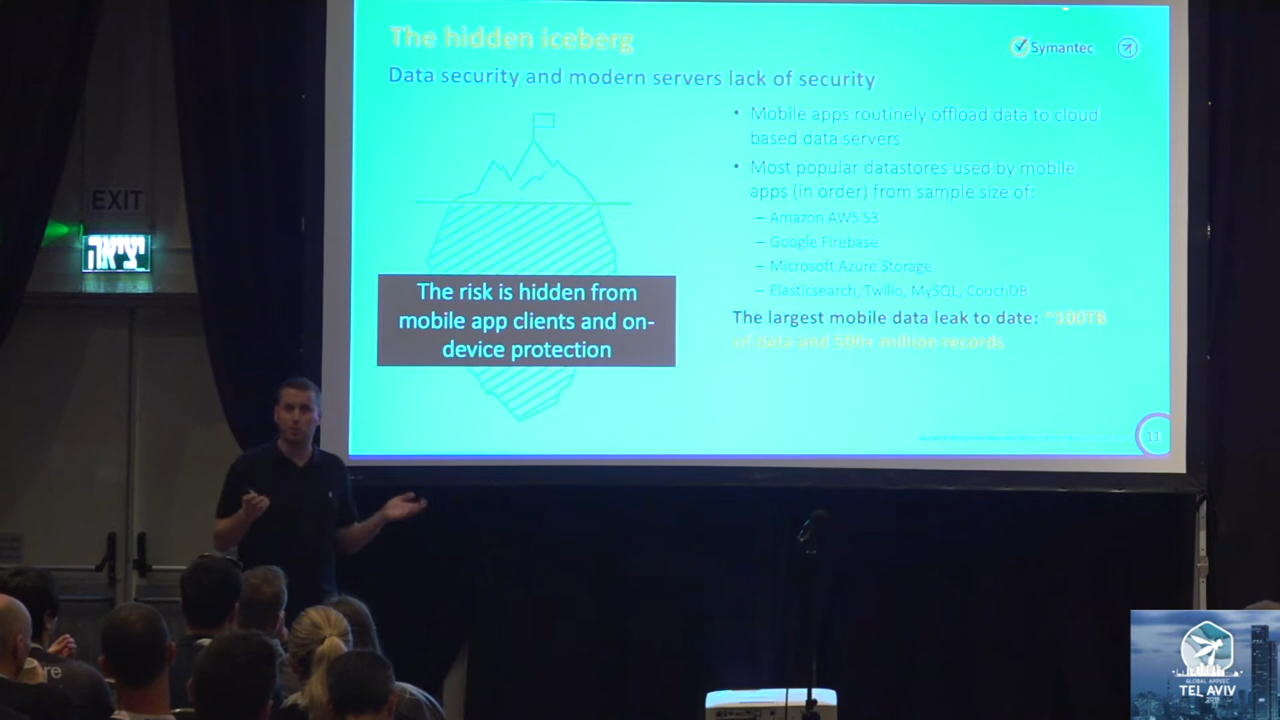 The hidden iceberg
Symantec
Data security and modern servers lack of security
• Mobile apps routinely offload data to cloud
based data servers
• Most popular datastores used by mobile
apps (in order) from sample size of:
– Amazon AWS S3
– Google Firebase
– Microsoft Azure Storage
– Elasticsearch, Twilio, MySQL, CouchDB
The largest mobile data leak to date: ~100TB
of data and 500+ million records
The risk is hidden from
mobile app clients and on-
device protection
11
EXIT
יציאה
re
GLOBAL APPSEC
TEL AVIV